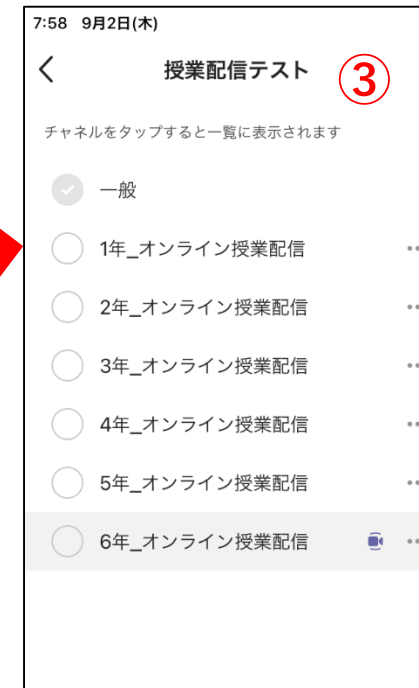 7:58 9月2日(木)
授業配信テスト
③
チャネルをタップすると一覧に表示されます
一般
1年_オンライン授業配信
2年_オンライン授業配信
3年_オンライン授業配信
4年_オンライン授業配信
5年_オンライン授業配信
6年_オンライン授業配信